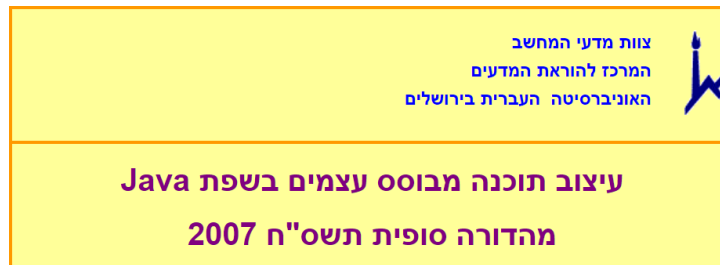 צוות מדעי המחשב
המרכז להוראת המדעים
האוניברסיטה העברית בירושלים
עיצוב תוכנה מבוסס עצמים בשפת Java
מהדורה סופית תשס"ח 2007